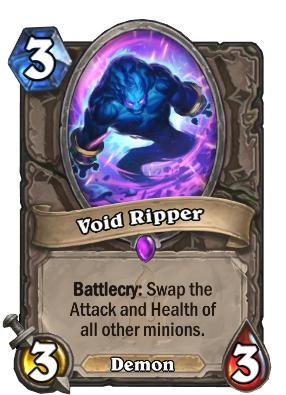 3
Void Ripper
Battlecry: Swap the
Attack and Health of
all other minions.
3
Demon
3